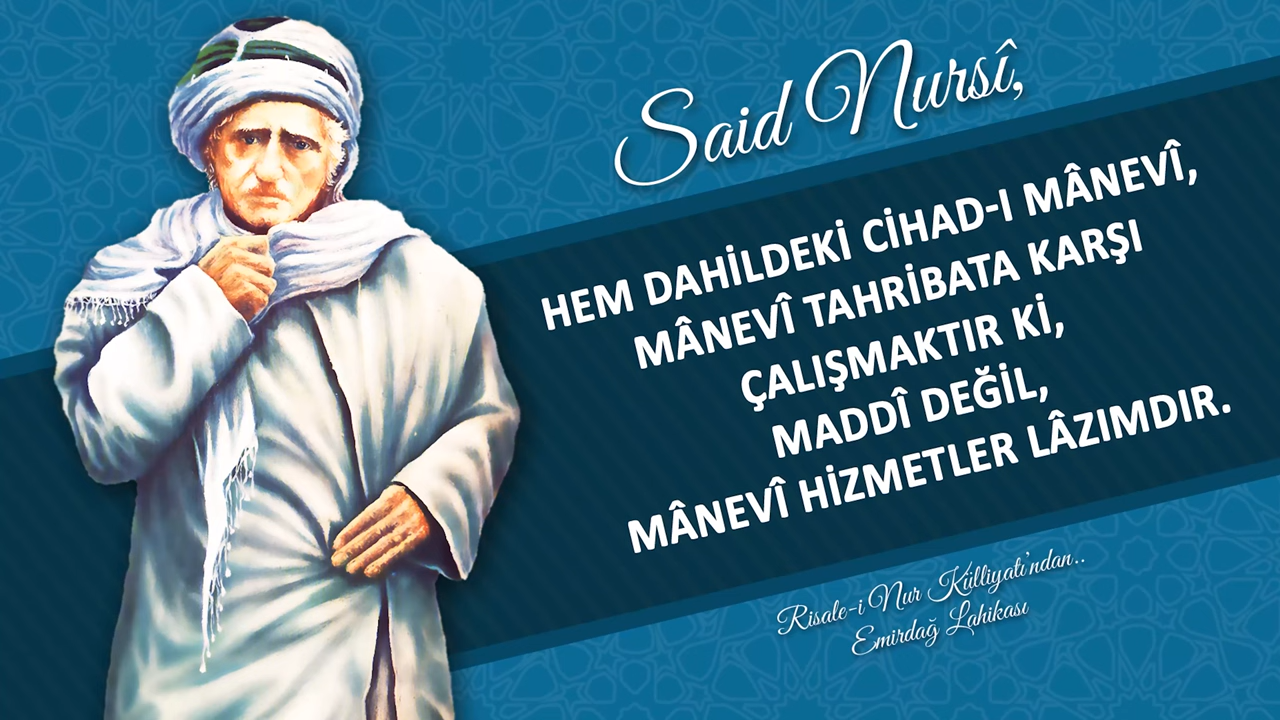 Said Nursî,
HEM DAHİLDEKİ CİHAD-I MÂNEVÎ,
MÂNEVÎ TAHRİBATA KARŞI
ÇALIŞMAKTIR Kİ,
MADDÎ DEĞİL,
MÂNEVÎ HİZMETLER LÂZIMDIR.
Risale-i Nur Külliyatı'ndan..
Emirdağ Lahikası